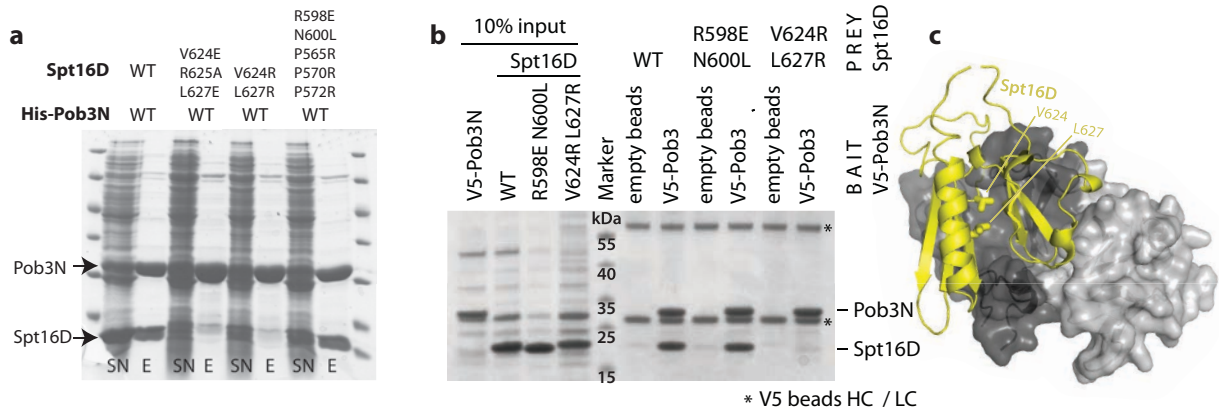 a
R598E
N600L
V624E P565R
Spt16D WT R625A V624R P570R
L627E L627R P572R
His-Pob3N WT WT WT WT
Pob3N
Spt16D
SN E SN E SN E SN E
b
10% input
Spt16D
V5-Pob3N
WT
R598E N600L
V624R L627R
Marker
WT
R598E
N600L
V624R
L627R
empty beads
V5-Pob3
empty beads
V5-Pob3
empty beads
V5-Pob3
PREY
Spt16D
BAIT
V5-Pob3N
kDa
55
40
35
25
15
*
Pob3N
*
Spt16D
* V5 beads HC / LC
c
Spt16D
V624
L627